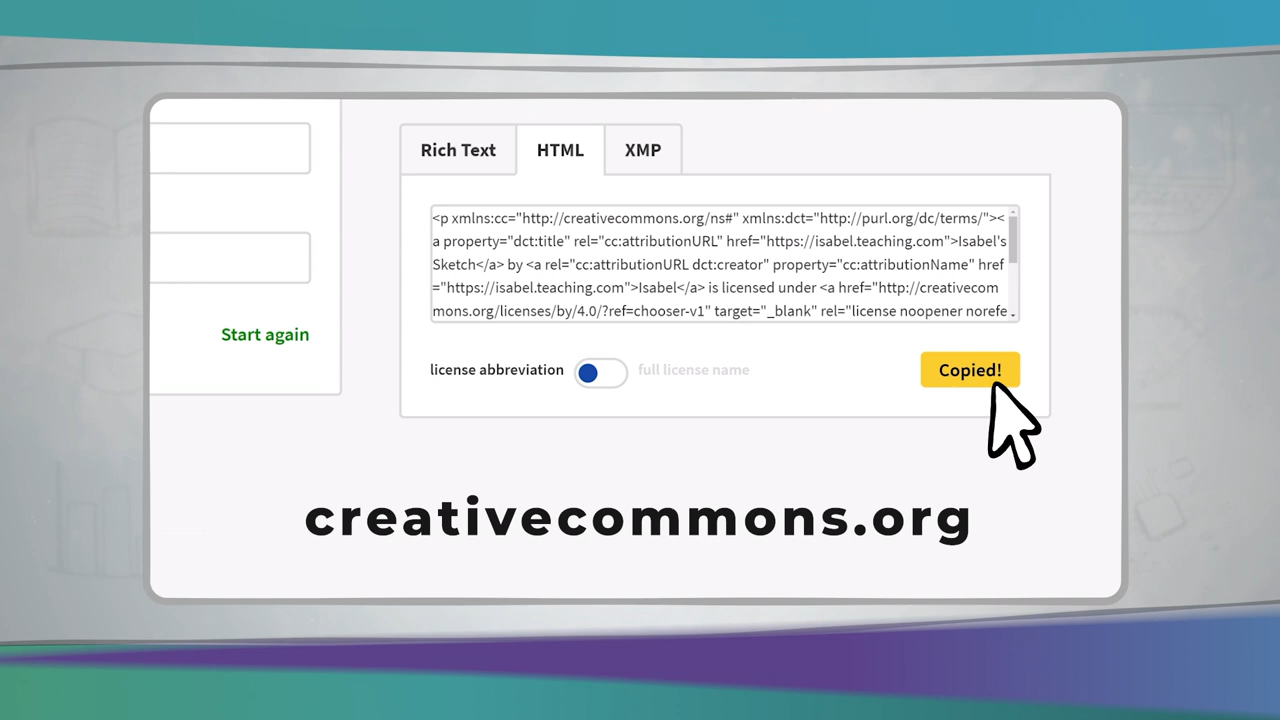 Rich Text
HTML
XMP
<p xmlns:cc="http://creativecommons.org/ns#" xmlns:dct="http://purl.org/dc/terms/"><
a property="dct:title" rel="cc:attributionURL" href="https://isabel.teaching.com">Isabel's
Sketch</a> by <a rel="cc:attributionURL dct:creator" property="cc:attributionName" href
="https://isabel.teaching.com">Isabel</a> is licensed under <a href="http://creativecom
mons.org/licenses/by/4.0/?ref=chooser-v1" target="_blank" rel="license noopener norefe
Start again
license abbreviation
full license name
Copied!
creativecommons.org